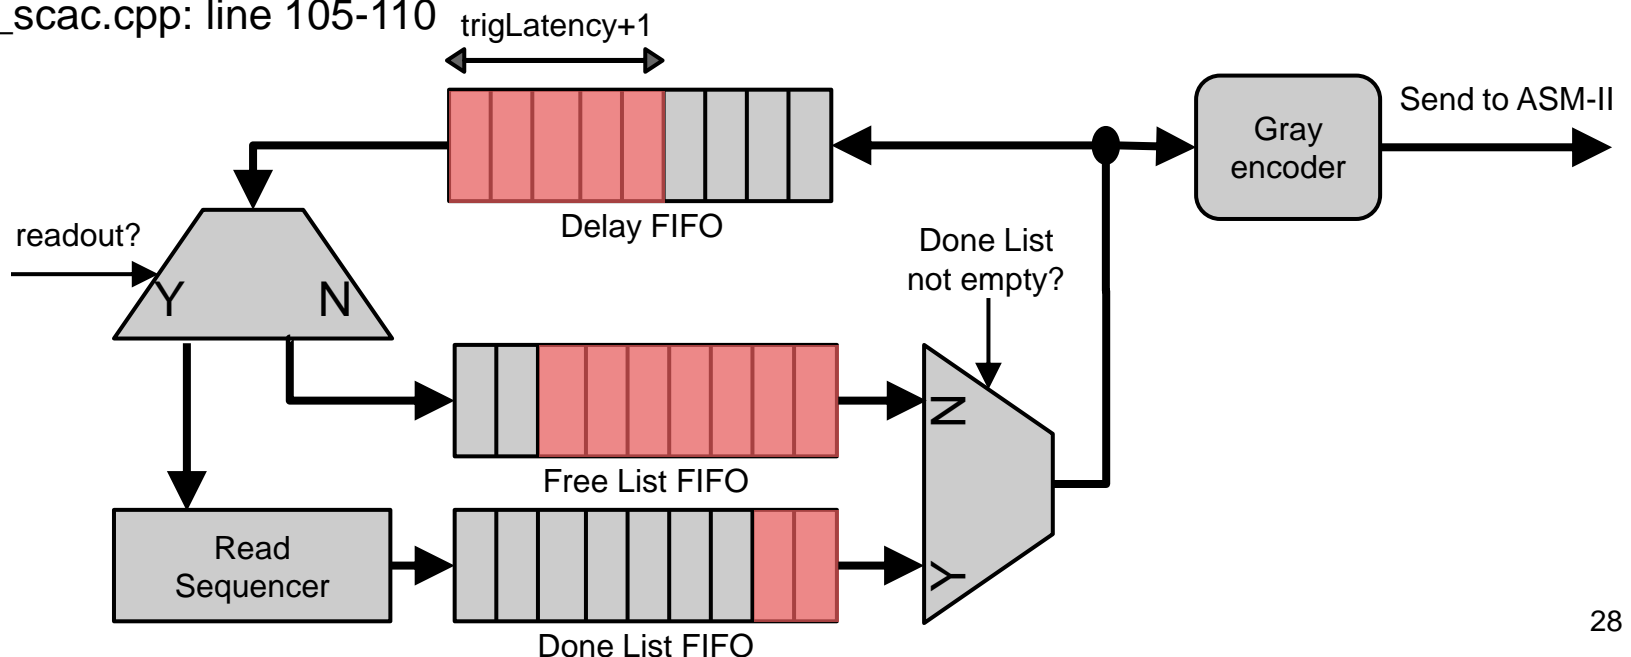 _scac.cpp: line 105-110
trigLatency+1
Send to ASM-II
Gray
encoder
Delay FIFO
readout?
Done List
not empty?
Y
N
N
Free List FIFO
Read
Sequencer
Y
Done List FIFO
28